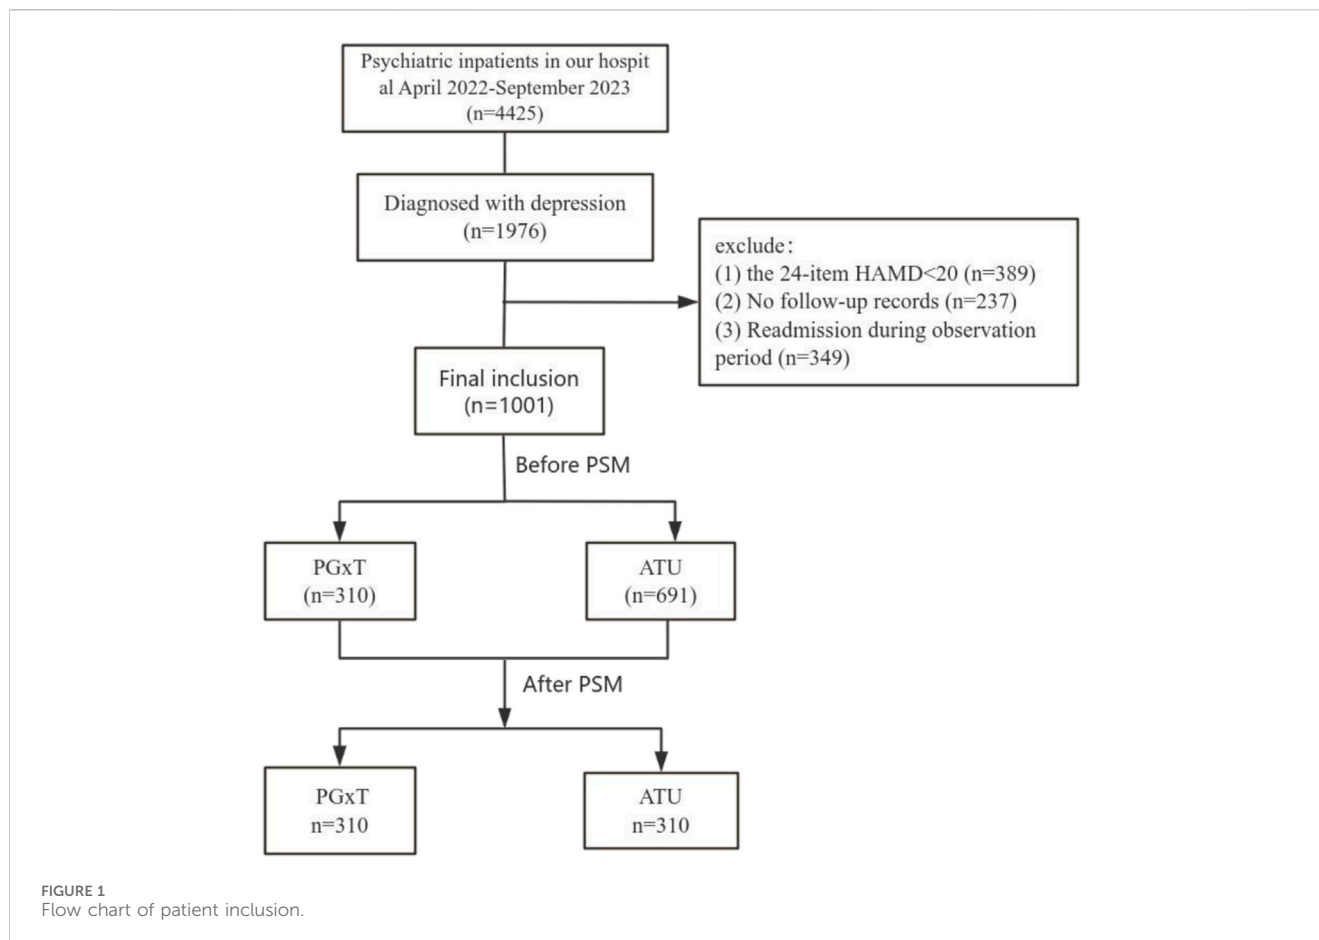 Psychiatric inpatients in our hospit
al April 2022-September 2023
(n=4425)
Diagnosed with depression
(n=1976)
exclude:
(1) the 24-item HAMD<20 (n=389)
(2) No follow-up records (n=237)
(3) Readmission during observation
period (n=349)
Final inclusion
(n=1001)
Before PSM
PGxT
(n=310)
ATU
(n=691)
After PSM
PGxT
n=310
ATU
n=310
FIGURE 1
Flow chart of patient inclusion.